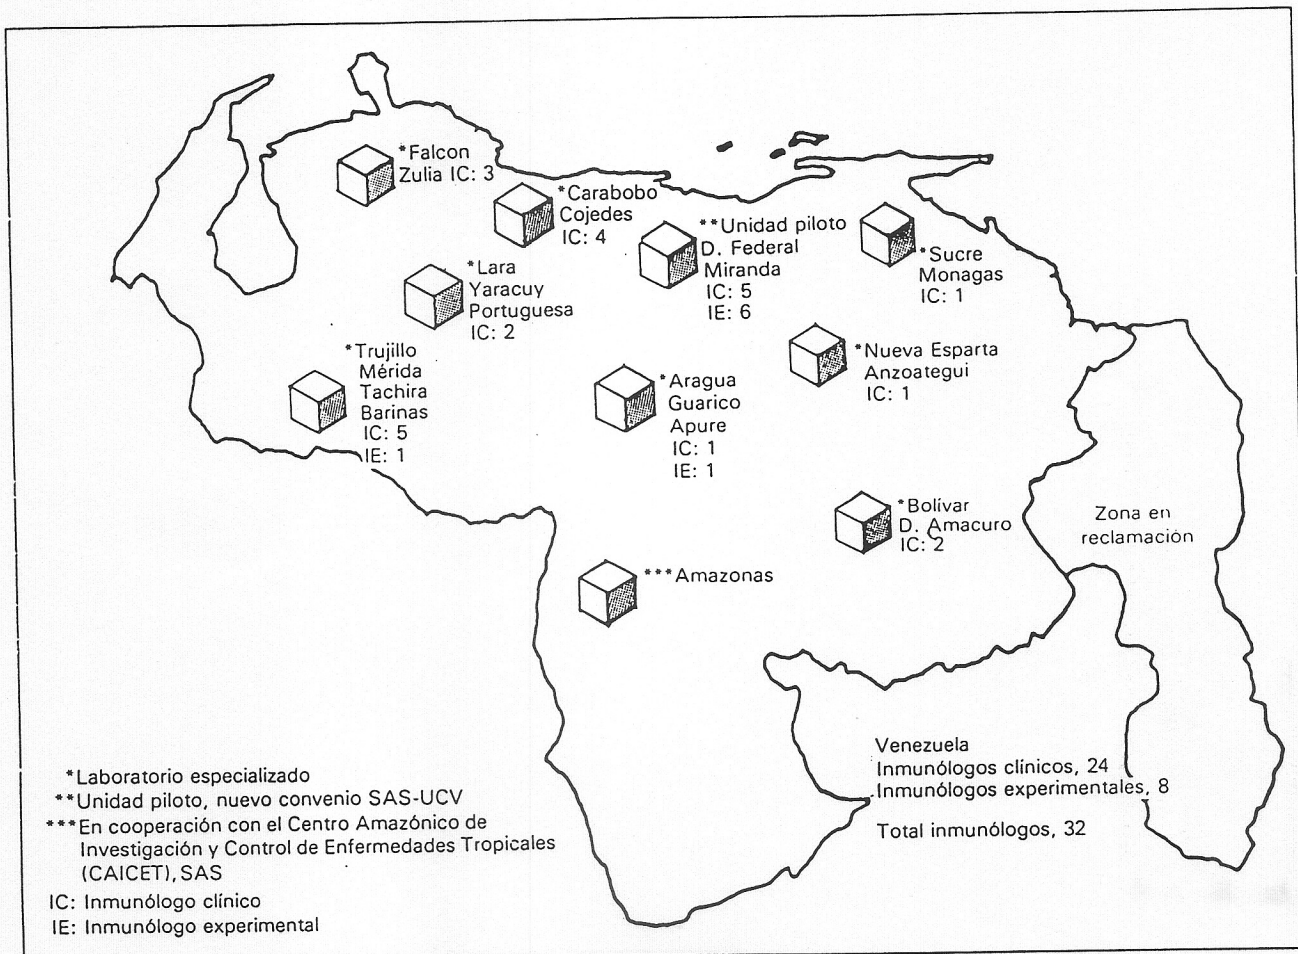 *Falcon
Zulia IC: 3
*Carabobo
Cojedes
IC: 4
**Unidad piloto
D. Federal
Miranda
IC: 5
IE: 6
*Sucre
Monagas
IC: 1
*Lara
Yaracuy
Portuguesa
IC: 2
*Trujillo
Mérida
Tachira
Barinas
IC: 5
IE: 1
*Aragua
Guarico
Apure
IC: 1
IE: 1
*Nueva Esparta
Anzoategui
IC: 1
*Bolívar
D. Amacuro
IC: 2
Zona en
reclamación
***Amazonas
Venezuela
Inmunólogos clínicos, 24
Inmunólogos experimentales, 8
Total inmunólogos, 32
*Laboratorio especializado
**Unidad piloto, nuevo convenio SAS-UCV
***En cooperación con el Centro Amazónico de
Investigación y Control de Enfermedades Tropicales
(CAICET), SAS
IC: Inmunólogo clínico
IE: Inmunólogo experimental